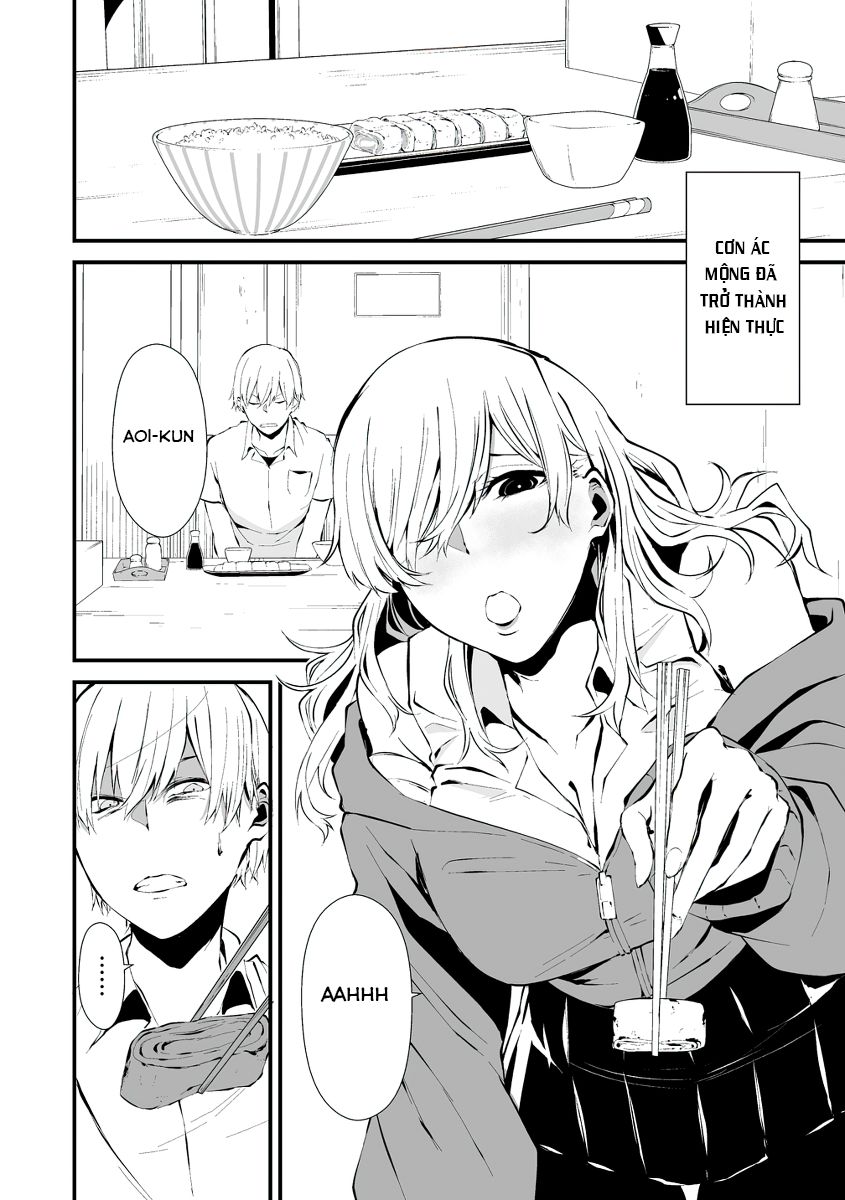 CƠN ÁC
MỘNG ĐÃ
TRỞ THÀNH
HIỆN THỰC
AOI-KUN
AAHHH
......